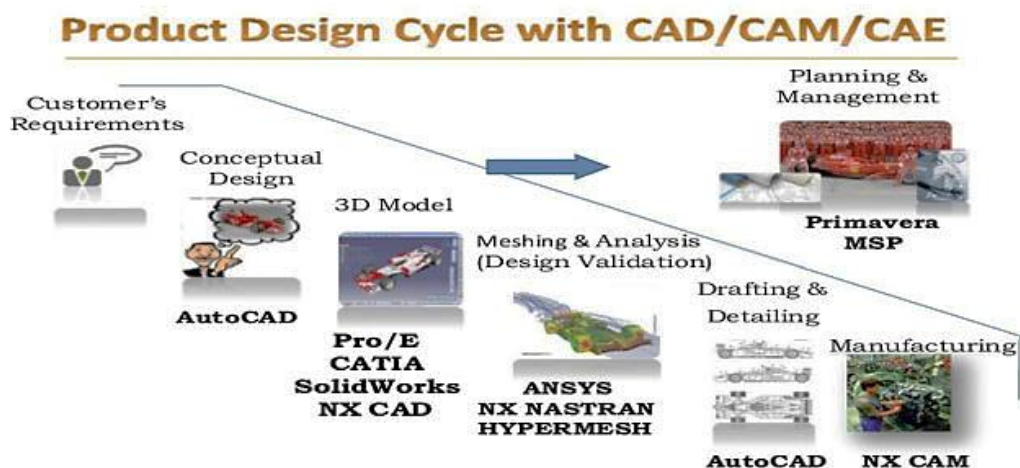 Product Design Cycle with CAD/CAM/CAE
Customer's
Requirements
Conceptual
Design
AutoCAD
3D Model
Pro/E
CATIA
SolidWorks
NX CAD
Meshing & Analysis
(Design Validation)
ANSYS
NX NASTRAN
HYPERMESH
Drafting &
Detailing
AutoCAD
Manufacturing
NX CAM
Planning &
Management
Primavera
MSP